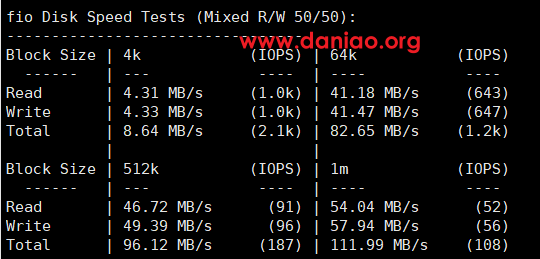 fio Disk Speed Tests (Mixed R/W 50/50):
---------------------------------
www.daniao.org
Block Size | 4k            (IOPS) | 64k           (IOPS)
  ------   | ---            ----  | ----           ----
Read       | 4.31 MB/s     (1.0k) | 41.18 MB/s     (643)
Write      | 4.33 MB/s     (1.0k) | 41.47 MB/s     (647)
Total      | 8.64 MB/s     (2.1k) | 82.65 MB/s    (1.2k)
           |                      |
Block Size | 512k          (IOPS) | 1m            (IOPS)
  ------   | ---            ----  | ----           ----
Read       | 46.72 MB/s      (91) | 54.04 MB/s      (52)
Write      | 49.39 MB/s      (96) | 57.94 MB/s      (56)
Total      | 96.12 MB/s     (187) | 111.99 MB/s    (108)